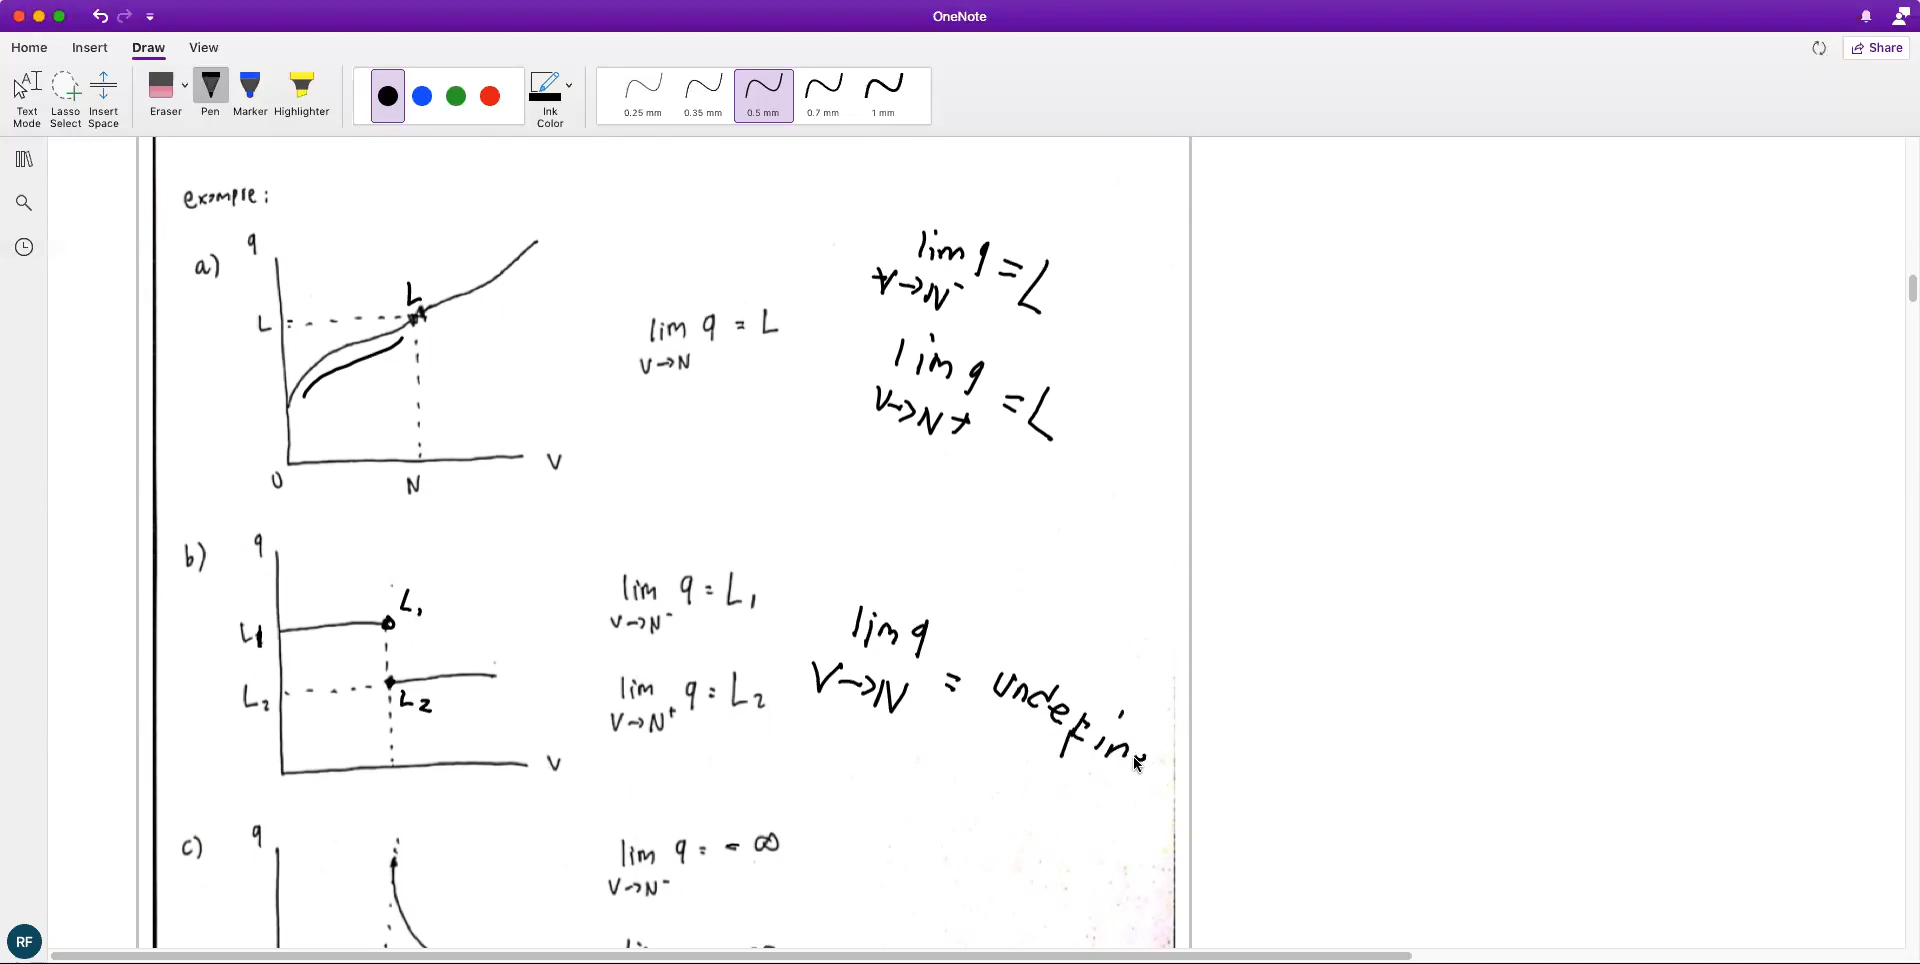 OneNote
Home Insert Draw View
Share
Text Mode
Lasso Select
Insert Space
Eraser
Pen
Marker
Highlighter
Ink Color
0.25 mm
0.35 mm
0.5 mm
0.7 mm
1 mm
example:
a)
q
L
L
0
N
V
lim q = L
V→N
lim q = L
V→N⁻
lim q = L
V→N+
b)
q
L1
L₁
L₂
L2
V
lim q = L₁
V→N⁻
lim q = L₂
V→N⁺
lim q
V→N = undefin
c)
q
lim q = - ∞
V→N⁻
RF